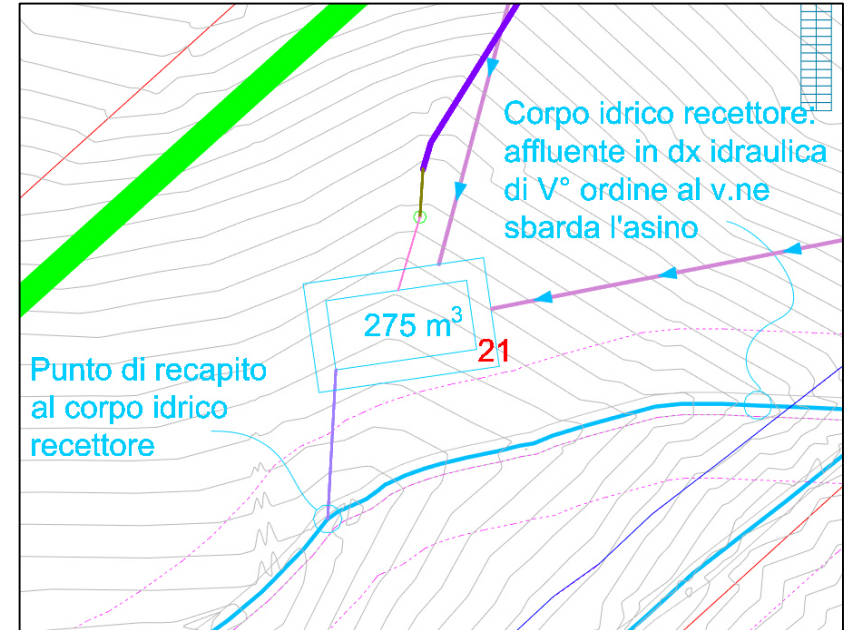 Corpo idrico recettore:
affluente in dx idraulica
di V° ordine al v.ne
sbarda l'asino
275 m³
21
Punto di recapito
al corpo idrico
recettore